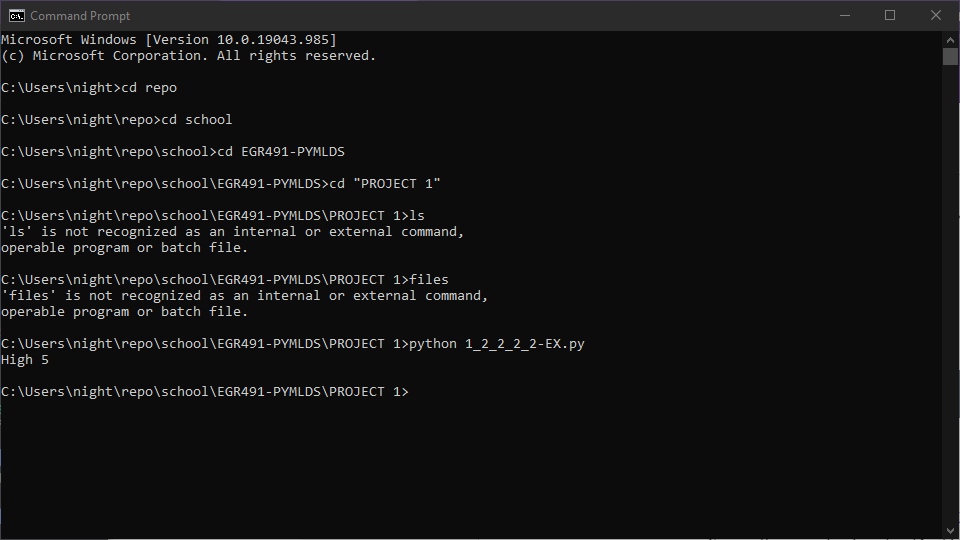 Command Prompt
Microsoft Windows [Version 10.0.19043.985]
(c) Microsoft Corporation. All rights reserved.
C:\Users\night>cd repo
C:\Users\night\repo>cd school
C:\Users\night\repo\school>cd EGR491-PYMLDS
C:\Users\night\repo\school\EGR491-PYMLDS>cd "PROJECT 1"
C:\Users\night\repo\school\EGR491-PYMLDS\PROJECT 1>ls
'ls' is not recognized as an internal or external command,
operable program or batch file.
C:\Users\night\repo\school\EGR491-PYMLDS\PROJECT 1>files
'files' is not recognized as an internal or external command,
operable program or batch file.
C:\Users\night\repo\school\EGR491-PYMLDS\PROJECT 1>python 1_2_2_2_2-EX.py
High 5
C:\Users\night\repo\school\EGR491-PYMLDS\PROJECT 1>